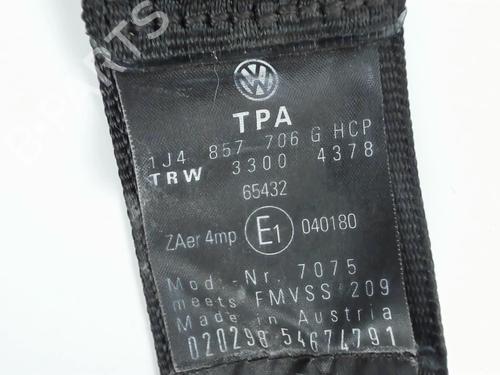 TPA
1J4 857 706 G HCP
TRW 3300 4378
65432
ZAer 4mp E1 040180
Mod.-Nr. 7075
meets FMVSS 209
Made in Austria
020298 54674791